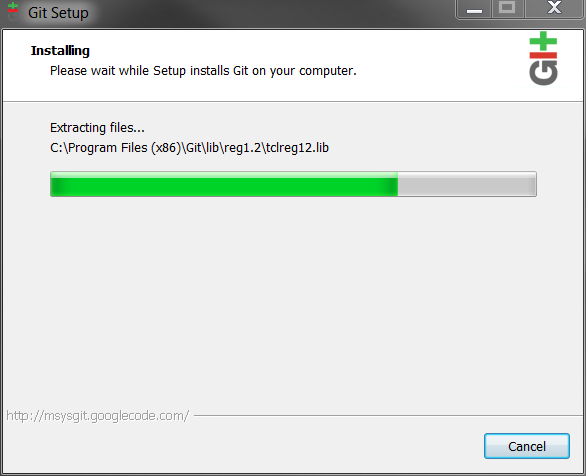 Git Setup
Installing
Please wait while Setup installs Git on your computer.
GIT
Extracting files...
C:\Program Files (x86)\Git\lib\reg1.2\tclreg12.lib
http://msysgit.googlecode.com/
Cancel